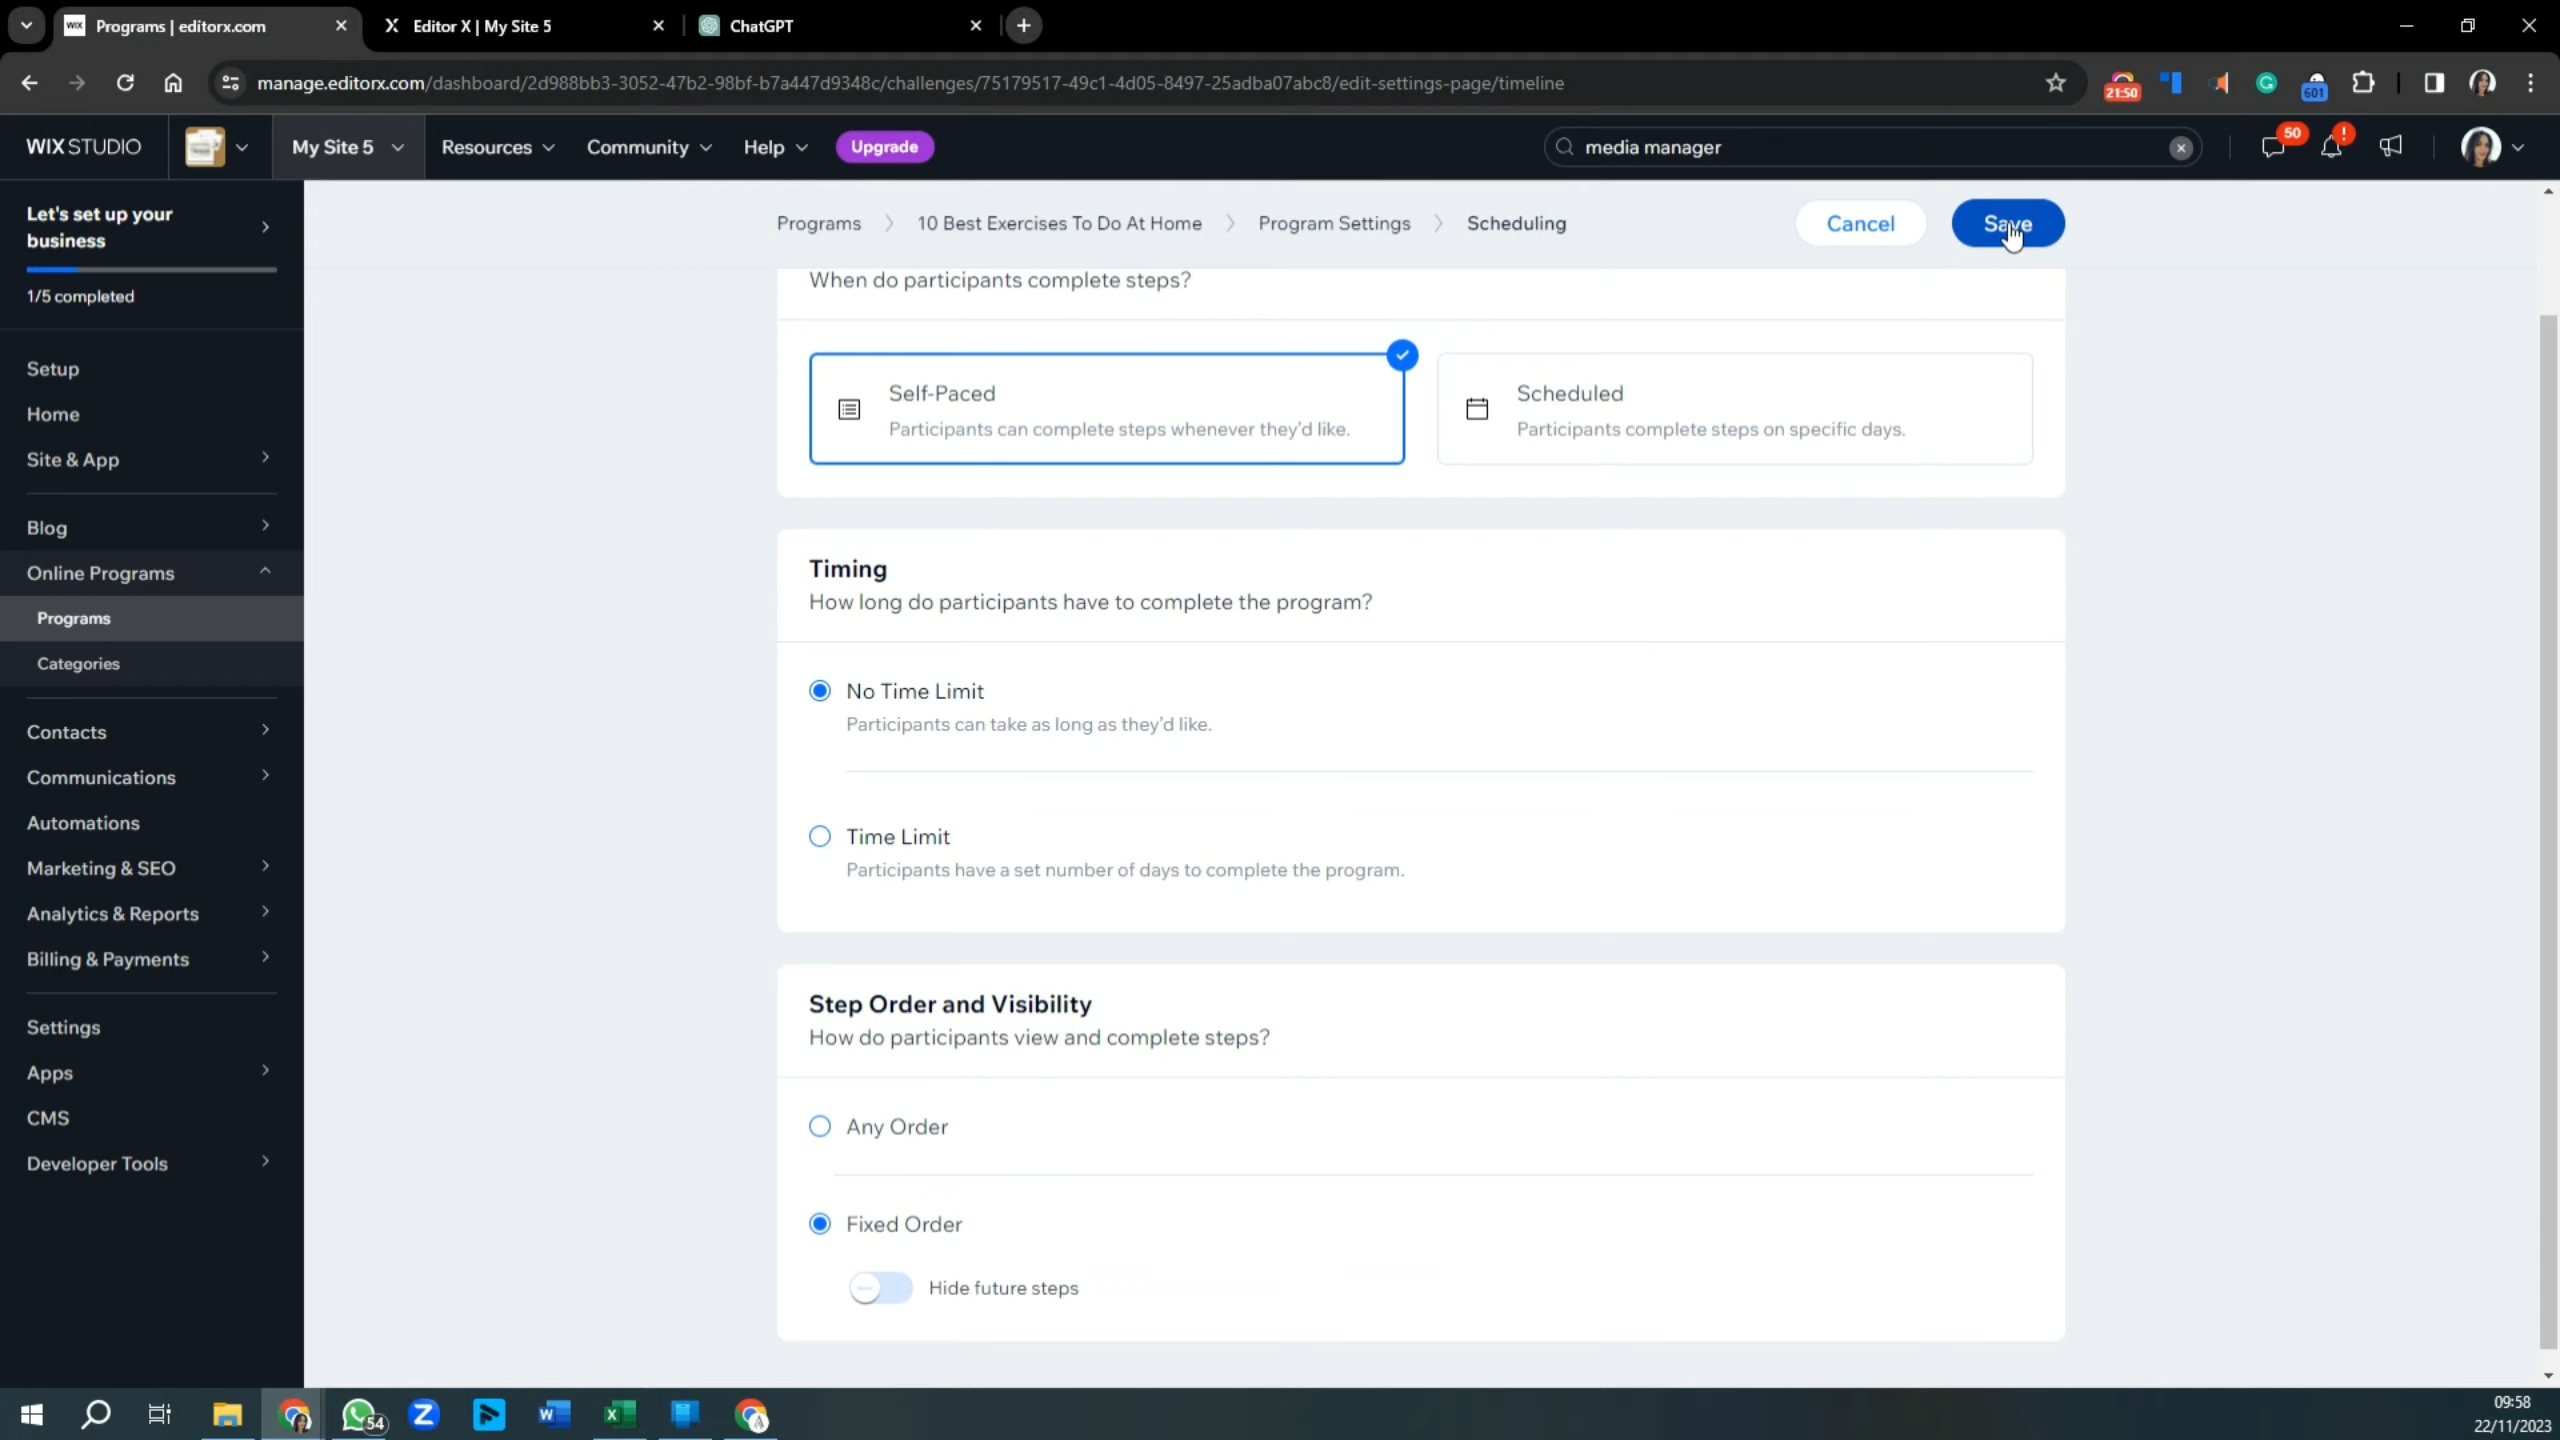 Programs | editorx.com
Editor X | My Site 5
ChatGPT
manage.editorx.com/dashboard/2d988bb3-3052-47b2-98bf-b7a447d9348c/challenges/75179517-49c1-4d05-8497-25adba07abc8/edit-settings-page/timeline
21:50
601
WIX STUDIO
My Site 5
Resources
Community
Help
Upgrade
media manager
50
Let's set up your
business
1/5 completed
Setup
Home
Site & App
Blog
Online Programs
Programs
Categories
Contacts
Communications
Automations
Marketing & SEO
Analytics & Reports
Billing & Payments
Settings
Apps
CMS
Developer Tools
Programs
10 Best Exercises To Do At Home
Program Settings
Scheduling
Cancel
Save
When do participants complete steps?
Self-Paced
Participants can complete steps whenever they'd like.
Scheduled
Participants complete steps on specific days.
Timing
How long do participants have to complete the program?
No Time Limit
Participants can take as long as they'd like.
Time Limit
Participants have a set number of days to complete the program.
Step Order and Visibility
How do participants view and complete steps?
Any Order
Fixed Order
Hide future steps
54
09:58
22/11/2023